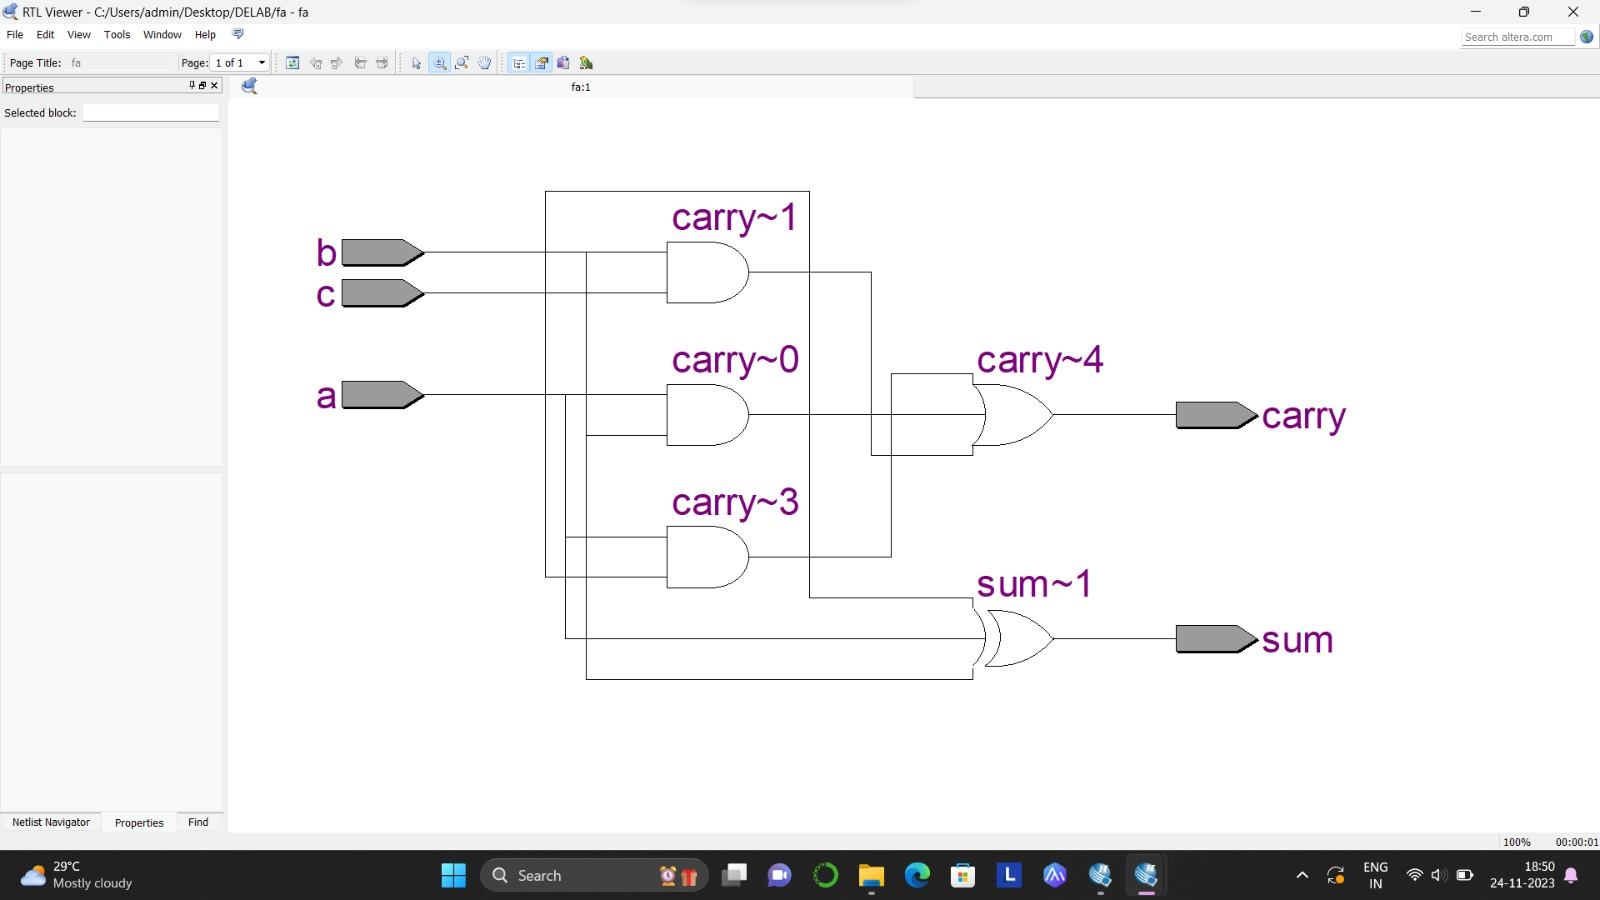 RTL Viewer - C:/Users/admin/Desktop/DELAB/fa - fa
File Edit View Tools Window Help
Search altera.com
Page Title: fa Page: 1 of 1
Properties
fa:1
Selected block:
carry~1
b
c
carry~0
carry~4
a
carry
carry~3
sum~1
sum
Netlist Navigator Properties Find
100% 00:00:01
29°C
Mostly cloudy
Search
L
ENG
IN
18:50
24-11-2023